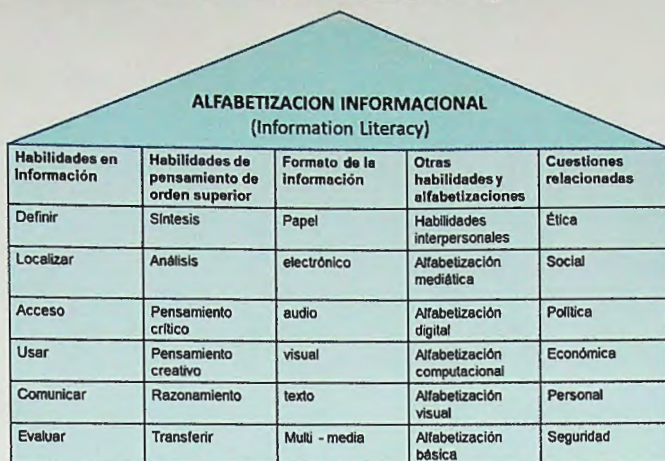 ALFABETIZACION INFORMACIONAL
(Information Literacy)
Habilidades en
Información
Habilidades de
pensamiento de
orden superior
Formato de la
información
Otras
habilidades y
alfabetizaciones
Cuestiones
relacionadas
Definir
Síntesis
Papel
Habilidades
interpersonales
Ética
Localizar
Análisis
electrónico
Alfabetización
mediática
Social
Acceso
Pensamiento
crítico
audio
Alfabetización
digital
Política
Usar
Pensamiento
creativo
visual
Alfabetización
computacional
Económica
Comunicar
Razonamiento
texto
Alfabetización
visual
Personal
Evaluar
Transferir
Multi - media
Alfabetización
básica
Seguridad